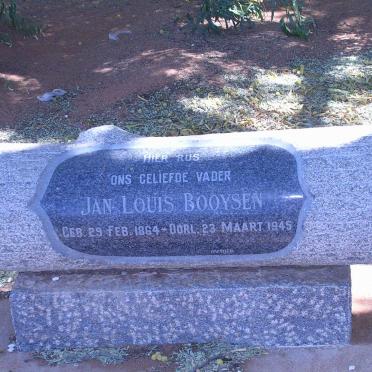 HIER RUS
ONS GELIEFDE VADER
JAN LOUIS BOOYSEN
GEB. 29 FEB. 1864 – OORL. 23 MAART 1945